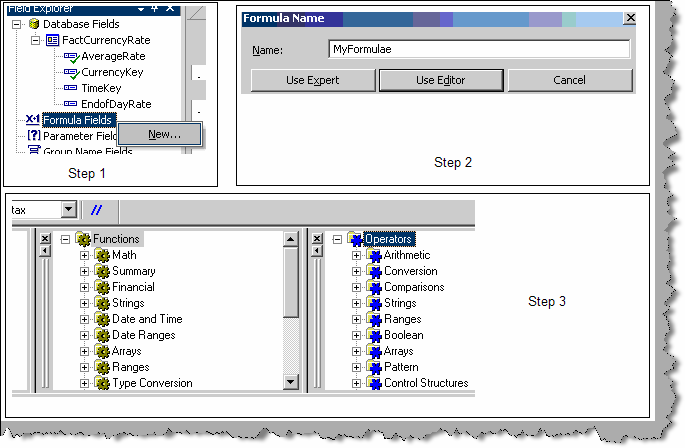 Field Explorer
Database Fields
FactCurrencyRate
AverageRate
CurrencyKey
TimeKey
EndofDayRate
Formula Fields
New...
Parameter Field
Group Name Fields
Step 1
Formula Name
Name:
MyFormulae
Use Expert
Use Editor
Cancel
Step 2
tax
//
Functions
Math
Summary
Financial
Strings
Date and Time
Date Ranges
Arrays
Ranges
Type Conversion
Operators
Arithmetic
Conversion
Comparisons
Strings
Ranges
Boolean
Arrays
Pattern
Control Structures
Step 3